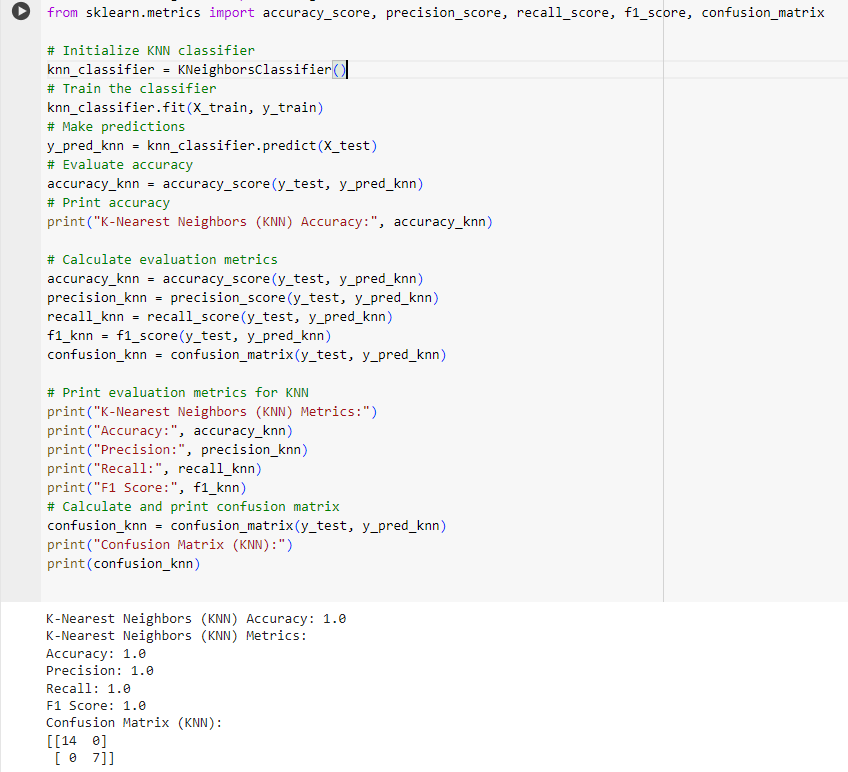 from sklearn.metrics import accuracy_score, precision_score, recall_score, f1_score, confusion_matrix
# Initialize KNN classifier
knn_classifier = KNeighborsClassifier()
# Train the classifier
knn_classifier.fit(X_train, y_train)
# Make predictions
y_pred_knn = knn_classifier.predict(X_test)
# Evaluate accuracy
accuracy_knn = accuracy_score(y_test, y_pred_knn)
# Print accuracy
print("K-Nearest Neighbors (KNN) Accuracy:", accuracy_knn)
# Calculate evaluation metrics
accuracy_knn = accuracy_score(y_test, y_pred_knn)
precision_knn = precision_score(y_test, y_pred_knn)
recall_knn = recall_score(y_test, y_pred_knn)
f1_knn = f1_score(y_test, y_pred_knn)
confusion_knn = confusion_matrix(y_test, y_pred_knn)
# Print evaluation metrics for KNN
print("K-Nearest Neighbors (KNN) Metrics:")
print("Accuracy:", accuracy_knn)
print("Precision:", precision_knn)
print("Recall:", recall_knn)
print("F1 Score:", f1_knn)
# Calculate and print confusion matrix
confusion_knn = confusion_matrix(y_test, y_pred_knn)
print("Confusion Matrix (KNN):")
print(confusion_knn)
K-Nearest Neighbors (KNN) Accuracy: 1.0
K-Nearest Neighbors (KNN) Metrics:
Accuracy: 1.0
Precision: 1.0
Recall: 1.0
F1 Score: 1.0
Confusion Matrix (KNN):
[[14  0]
 [ 0  7]]